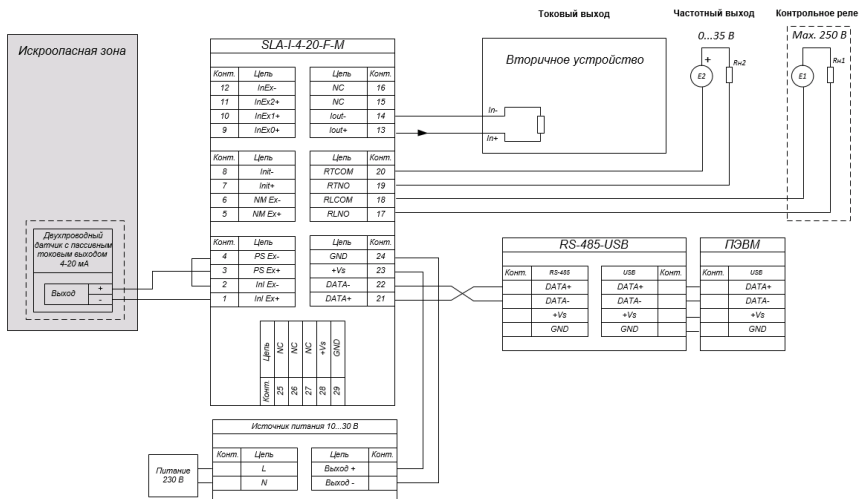 Токовый выход
Частотный выход
Контрольное реле
Искроопасная зона
SLA-I-4-20-F-M
Вторичное устройство
0...35 В
Max. 250 В
Rн2
Rн1
+
E2
E1
In-
In+
Конт. Цепь Цепь Конт.
12 InEx- NC 16
11 InEx2+ NC 15
10 InEx1+ Iout- 14
9 InEx0+ Iout+ 13
Конт. Цепь Цепь Конт.
8 Init- RTCOM 20
7 Init+ RTNO 19
6 NM Ex- RLCOM 18
5 NM Ex+ RLNO 17
Конт. Цепь Цепь Конт.
4 PS Ex- GND 24
3 PS Ex+ +Vs 23
2 InI Ex- DATA- 22
1 InI Ex+ DATA+ 21
Двухпроводный
датчик с пассивным
токовым выходом
4-20 мА
Выход
+
-
RS-485-USB
ПЭВМ
Конт. RS-485 USB Конт. Конт. USB
DATA+ DATA+ DATA+
DATA- DATA- DATA-
+Vs +Vs +Vs
GND GND GND
Конт. Цепь
25 NC
26 NC
27 NC
28 +Vs
29 GND
Источник питания 10...30 В
Конт. Цепь Цепь Конт.
L Выход +
N Выход -
Питание
230 В